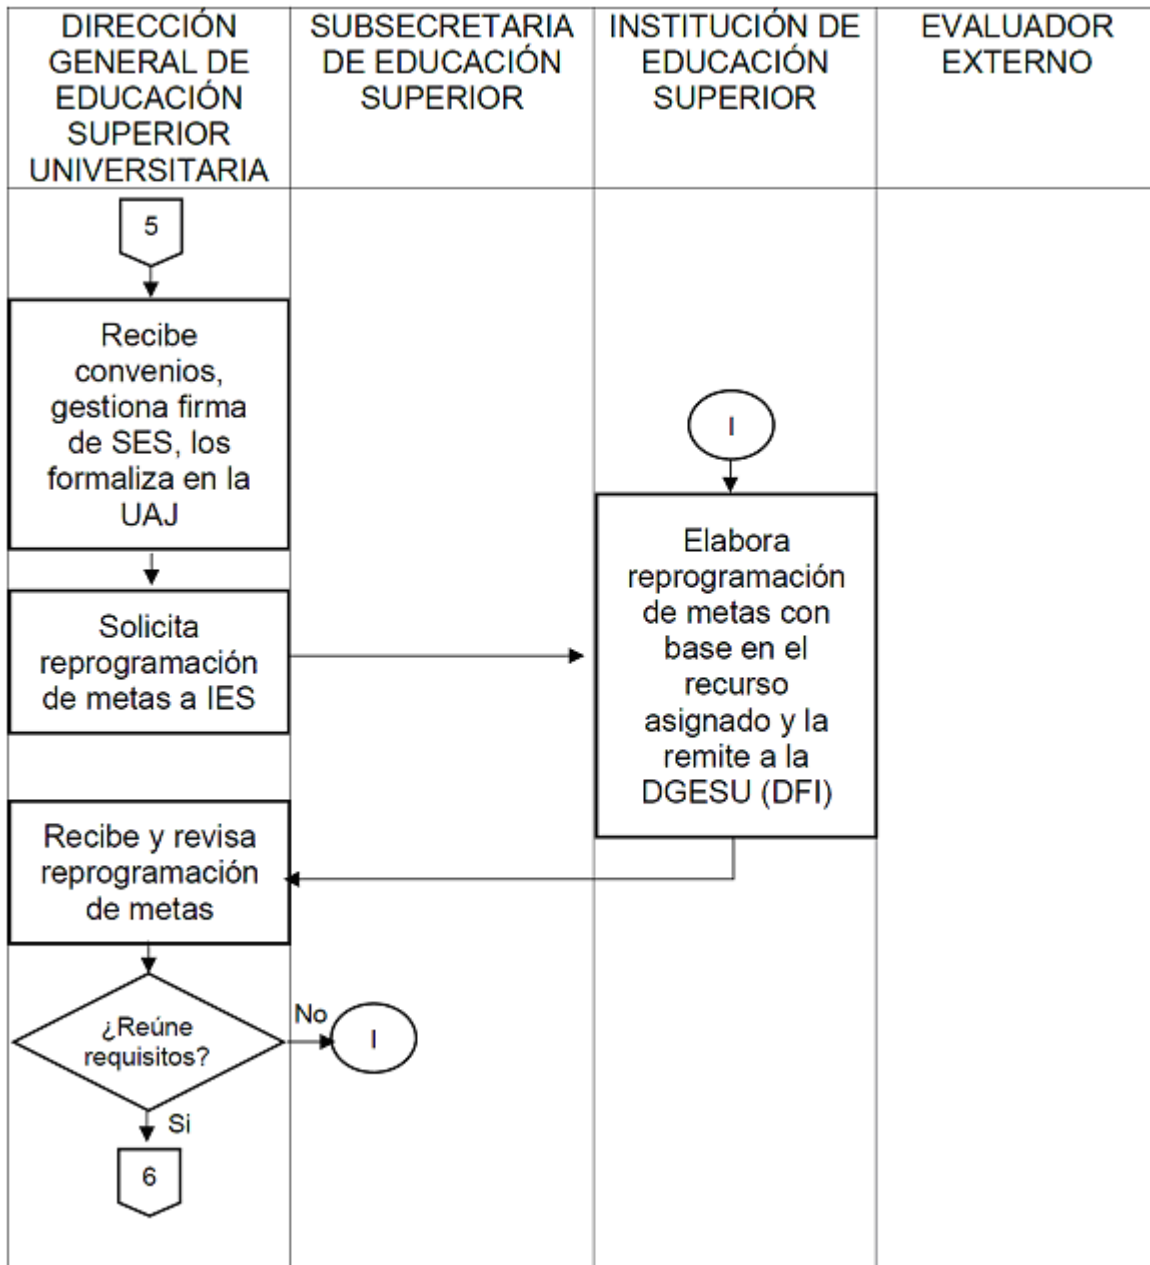 DIRECCIÓN
GENERAL DE
EDUCACIÓN
SUPERIOR
UNIVERSITARIA
SUBSECRETARIA
DE EDUCACIÓN
SUPERIOR
INSTITUCIÓN DE
EDUCACIÓN
SUPERIOR
EVALUADOR
EXTERNO
5
Recibe
convenios,
gestiona firma
de SES, los
formaliza en la
UAJ
Solicita
reprogramación
de metas a IES
I
Elabora
reprogramación
de metas con
base en el
recurso
asignado y la
remite a la
DGESU (DFI)
Recibe y revisa
reprogramación
de metas
¿Reúne
requisitos?
No
I
Si
6